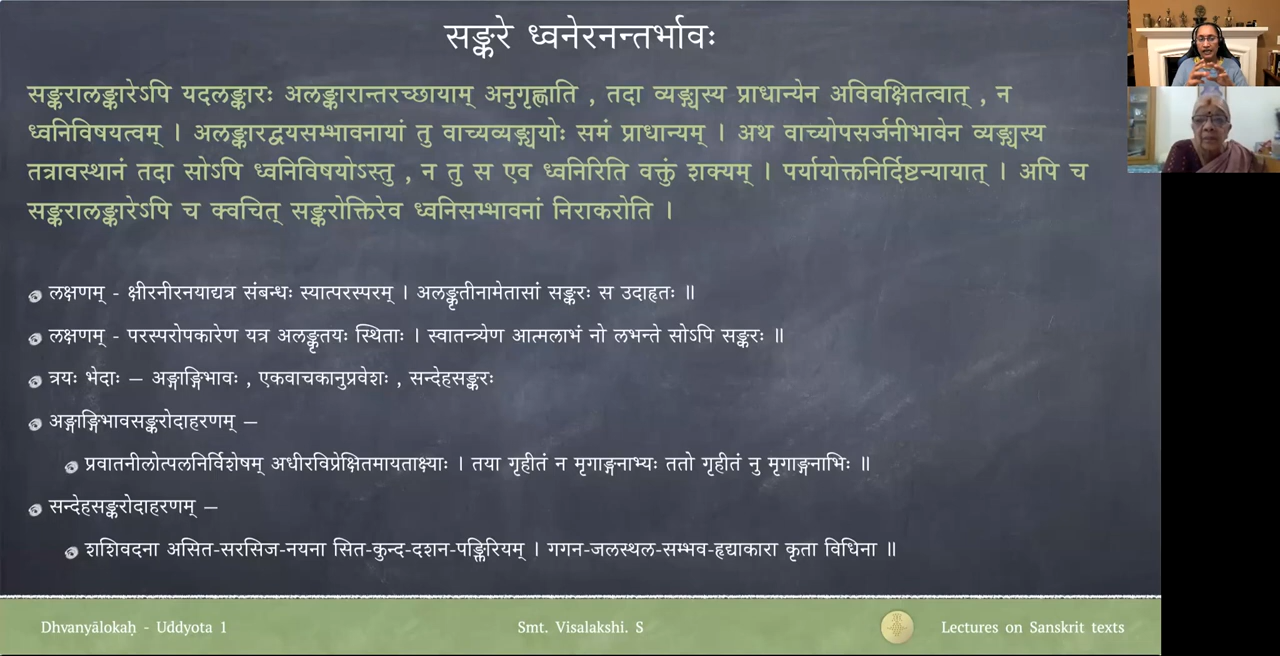 सङ्करे ध्वनेरनन्तर्भावः
सङ्करालङ्कारेऽपि यदलङ्कारः अलङ्कारान्तरच्छायाम् अनुगृह्णाति , तदा व्यङ्ग्यस्य प्राधान्येन अविवक्षितत्वात् , न
ध्वनिविषयत्वम् । अलङ्कारद्वयसम्भावनायां तु वाच्यव्यङ्ग्ययोः समं प्राधान्यम् । अथ वाच्योपसर्जनीभावेन व्यङ्ग्यस्य
तत्रावस्थानं तदा सोऽपि ध्वनिविषयोऽस्तु , न तु स एव ध्वनिरिति वक्तुं शक्यम् । पर्यायोक्तनिर्दिष्टन्यायात् । अपि च
सङ्करालङ्कारेऽपि च क्वचित् सङ्करोक्तिरेव ध्वनिसम्भावनां निराकरोति ।
लक्षणम् - क्षीरनीरनयाद्यत्र संबन्धः स्यात्परस्परम् । अलङ्कृतीनामेतासां सङ्करः स उदाहृतः ॥
लक्षणम् - परस्परोपकारेण यत्र अलङ्कृतयः स्थिताः । स्वातन्त्र्येण आत्मलाभं नो लभन्ते सोऽपि सङ्करः ॥
त्रयः भेदाः – अङ्गाङ्गिभावः , एकवाचकानुप्रवेशः , सन्देहसङ्करः
अङ्गाङ्गिभावसङ्करोदाहरणम् –
प्रवातनीलोत्पलनिर्विशेषम् अधीरविप्रेक्षितमायताक्ष्याः । तया गृहीतं न मृगाङ्गनाभ्यः ततो गृहीतं नु मृगाङ्गनाभिः ॥
सन्देहसङ्करोदाहरणम् –
शशिवदना असित-सरसिज-नयना सित-कुन्द-दशन-पङ्क्तिरियम् । गगन-जलस्थल-सम्भव-हृद्याकारा कृता विधिना ॥
Dhvanyālokaḥ - Uddyota 1
Smt. Visalakshi. S
Lectures on Sanskrit texts